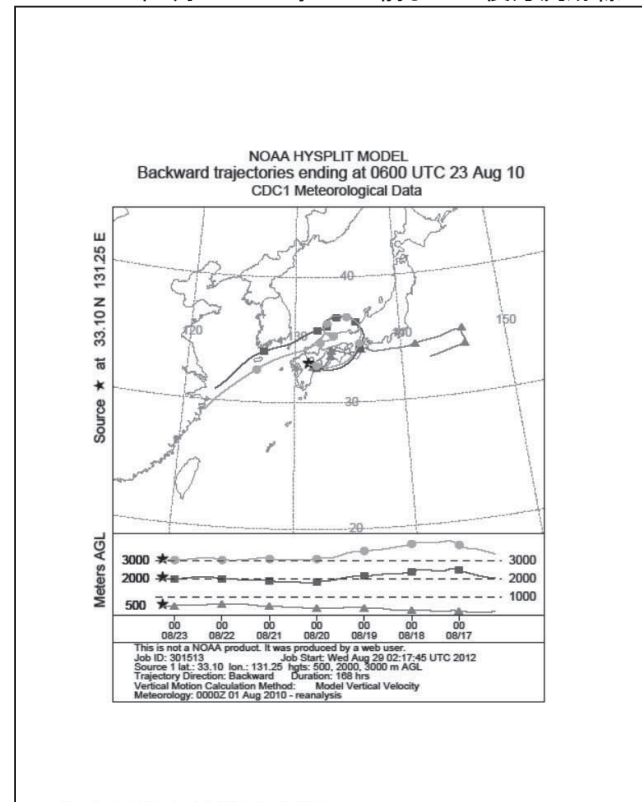 NOAA HYSPLIT MODEL
Backward trajectories ending at 0600 UTC 23 Aug 10
CDC1 Meteorological Data
Source ★ at 33.10 N 131.25 E
120
130
140
150
40
30
20
Meters AGL
3000
2000
500
3000
2000
1000
00 00 00 00 00 00 00
08/23 08/22 08/21 08/20 08/19 08/18 08/17
This is not a NOAA product. It was produced by a web user.
Job ID: 301513 Job Start: Wed Aug 29 02:17:45 UTC 2012
Source 1 lat.: 33.10 lon.: 131.25 hgts: 500, 2000, 3000 m AGL
Trajectory Direction: Backward Duration: 168 hrs
Vertical Motion Calculation Method: Model Vertical Velocity
Meteorology: 0000Z 01 Aug 2010 - reanalysis